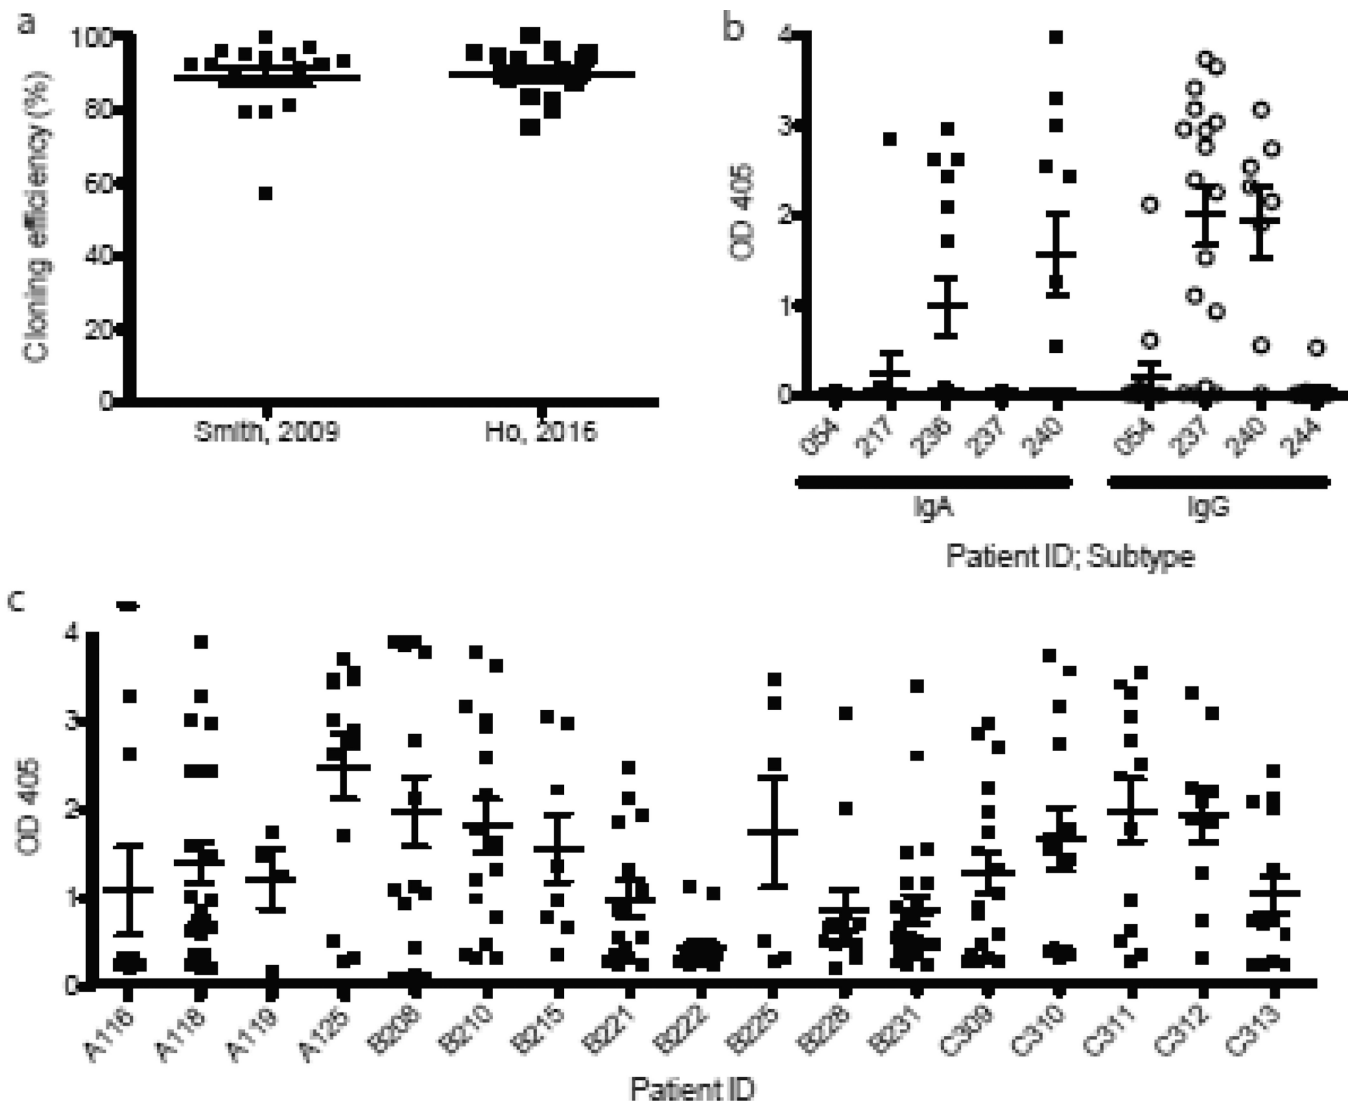 a
Cloning efficiency (%)
100
80
60
40
20
0
Smith, 2009
Ho, 2016
b
OD 405
4
3
2
1
0
054
217
236
237
240
054
237
240
244
IgA
IgG
Patient ID; Subtype
c
OD 405
4
3
2
1
0
A116
A118
A119
A125
B208
B210
B215
B221
B222
B225
B228
B231
C309
C310
C311
C312
C313
Patient ID